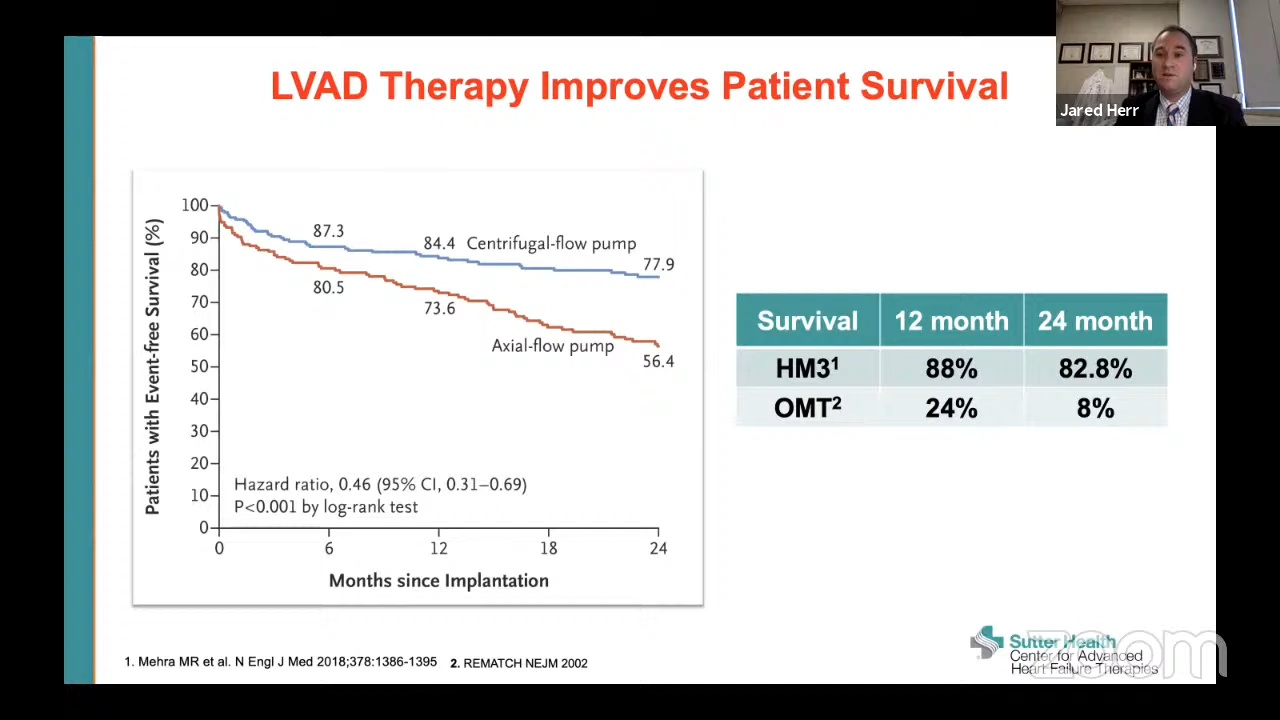 LVAD Therapy Improves Patient Survival
Jared Herr
Patients with Event-free Survival (%)
100
90
80
70
60
50
40
30
20
10
0
87.3
84.4
Centrifugal-flow pump
77.9
80.5
73.6
Axial-flow pump
56.4
Hazard ratio, 0.46 (95% CI, 0.31–0.69)
P<0.001 by log-rank test
0 6 12 18 24
Months since Implantation
Survival 12 month 24 month
HM3¹ 88% 82.8%
OMT² 24% 8%
1. Mehra MR et al. N Engl J Med 2018;378:1386-1395 2. REMATCH NEJM 2002
Sutter Health
Center for Advanced
Heart Failure Therapies
zoom